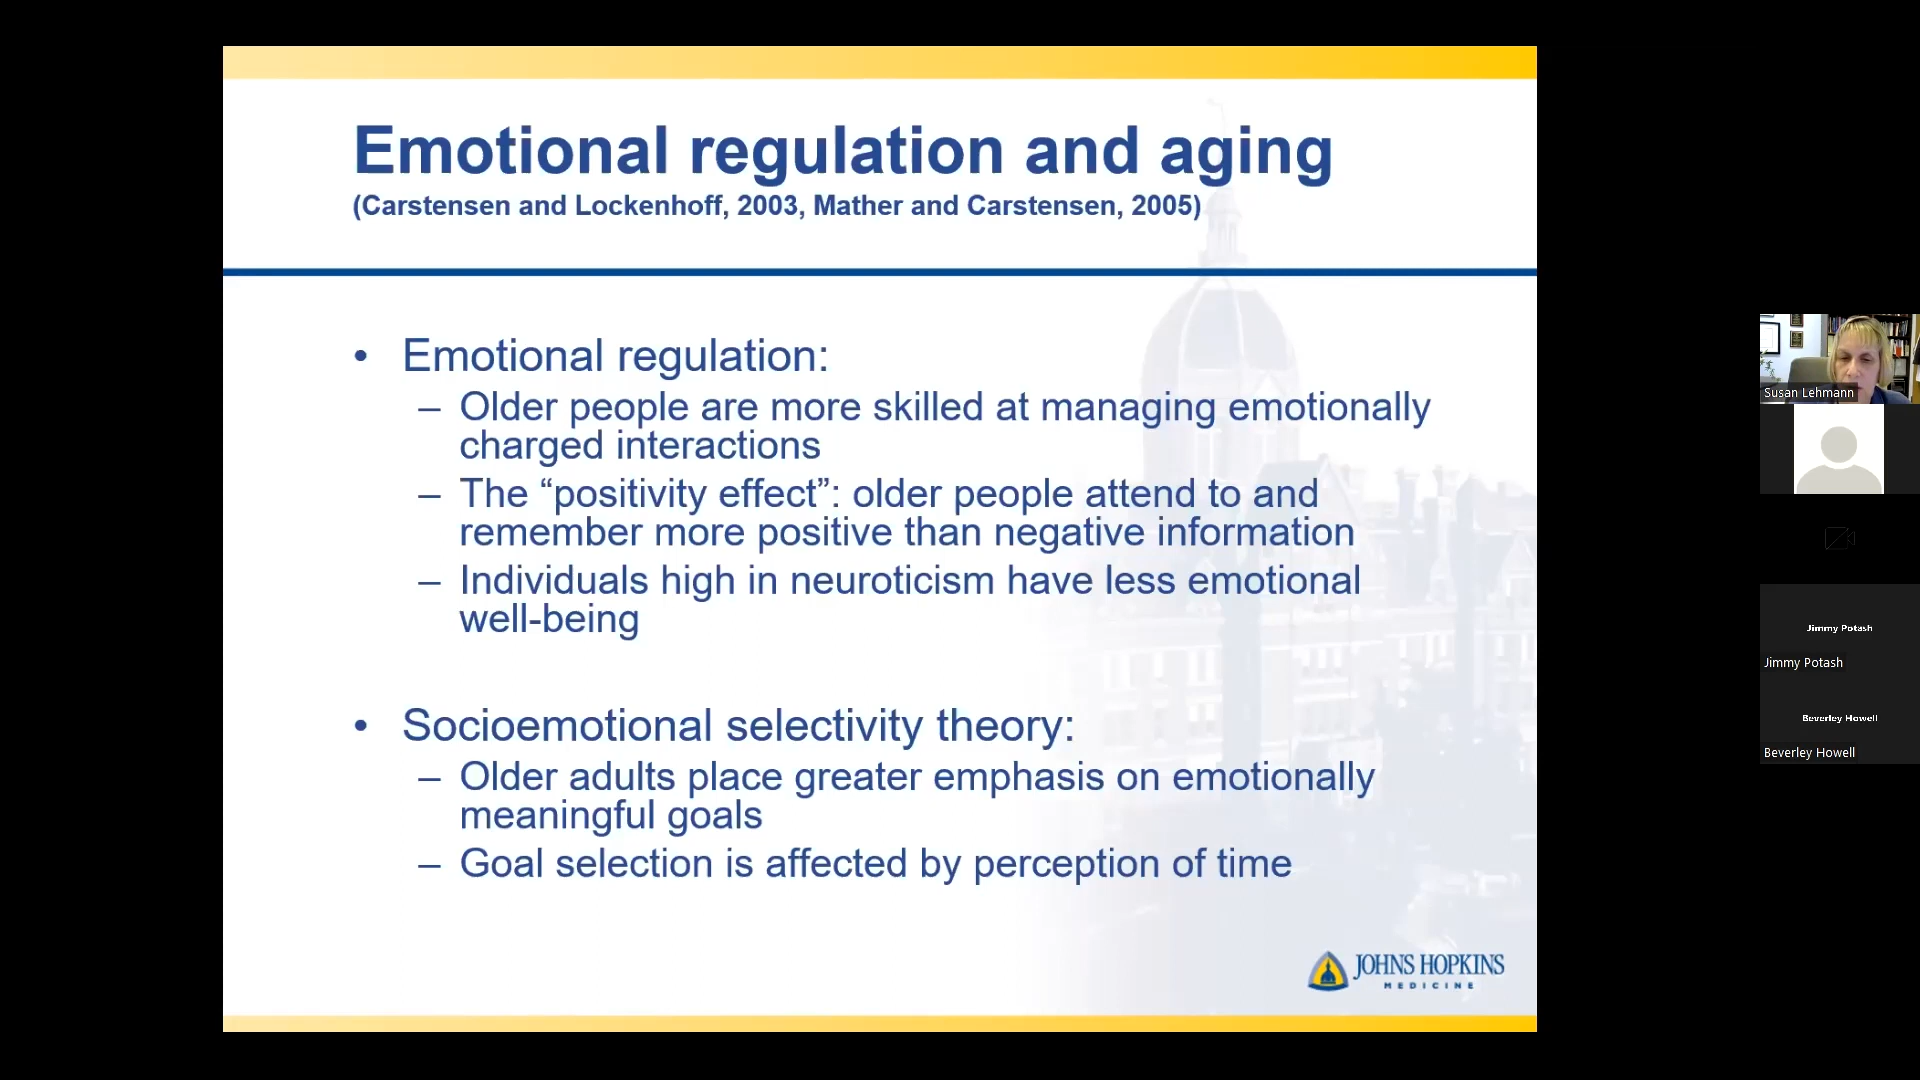 Emotional regulation and aging
(Carstensen and Lockenhoff, 2003, Mather and Carstensen, 2005)
• Emotional regulation:
– Older people are more skilled at managing emotionally
charged interactions
– The “positivity effect”: older people attend to and
remember more positive than negative information
– Individuals high in neuroticism have less emotional
well-being
• Socioemotional selectivity theory:
– Older adults place greater emphasis on emotionally
meaningful goals
– Goal selection is affected by perception of time
JOHNS HOPKINS
MEDICINE
Susan Lehmann
Jimmy Potash
Jimmy Potash
Beverley Howell
Beverley Howell